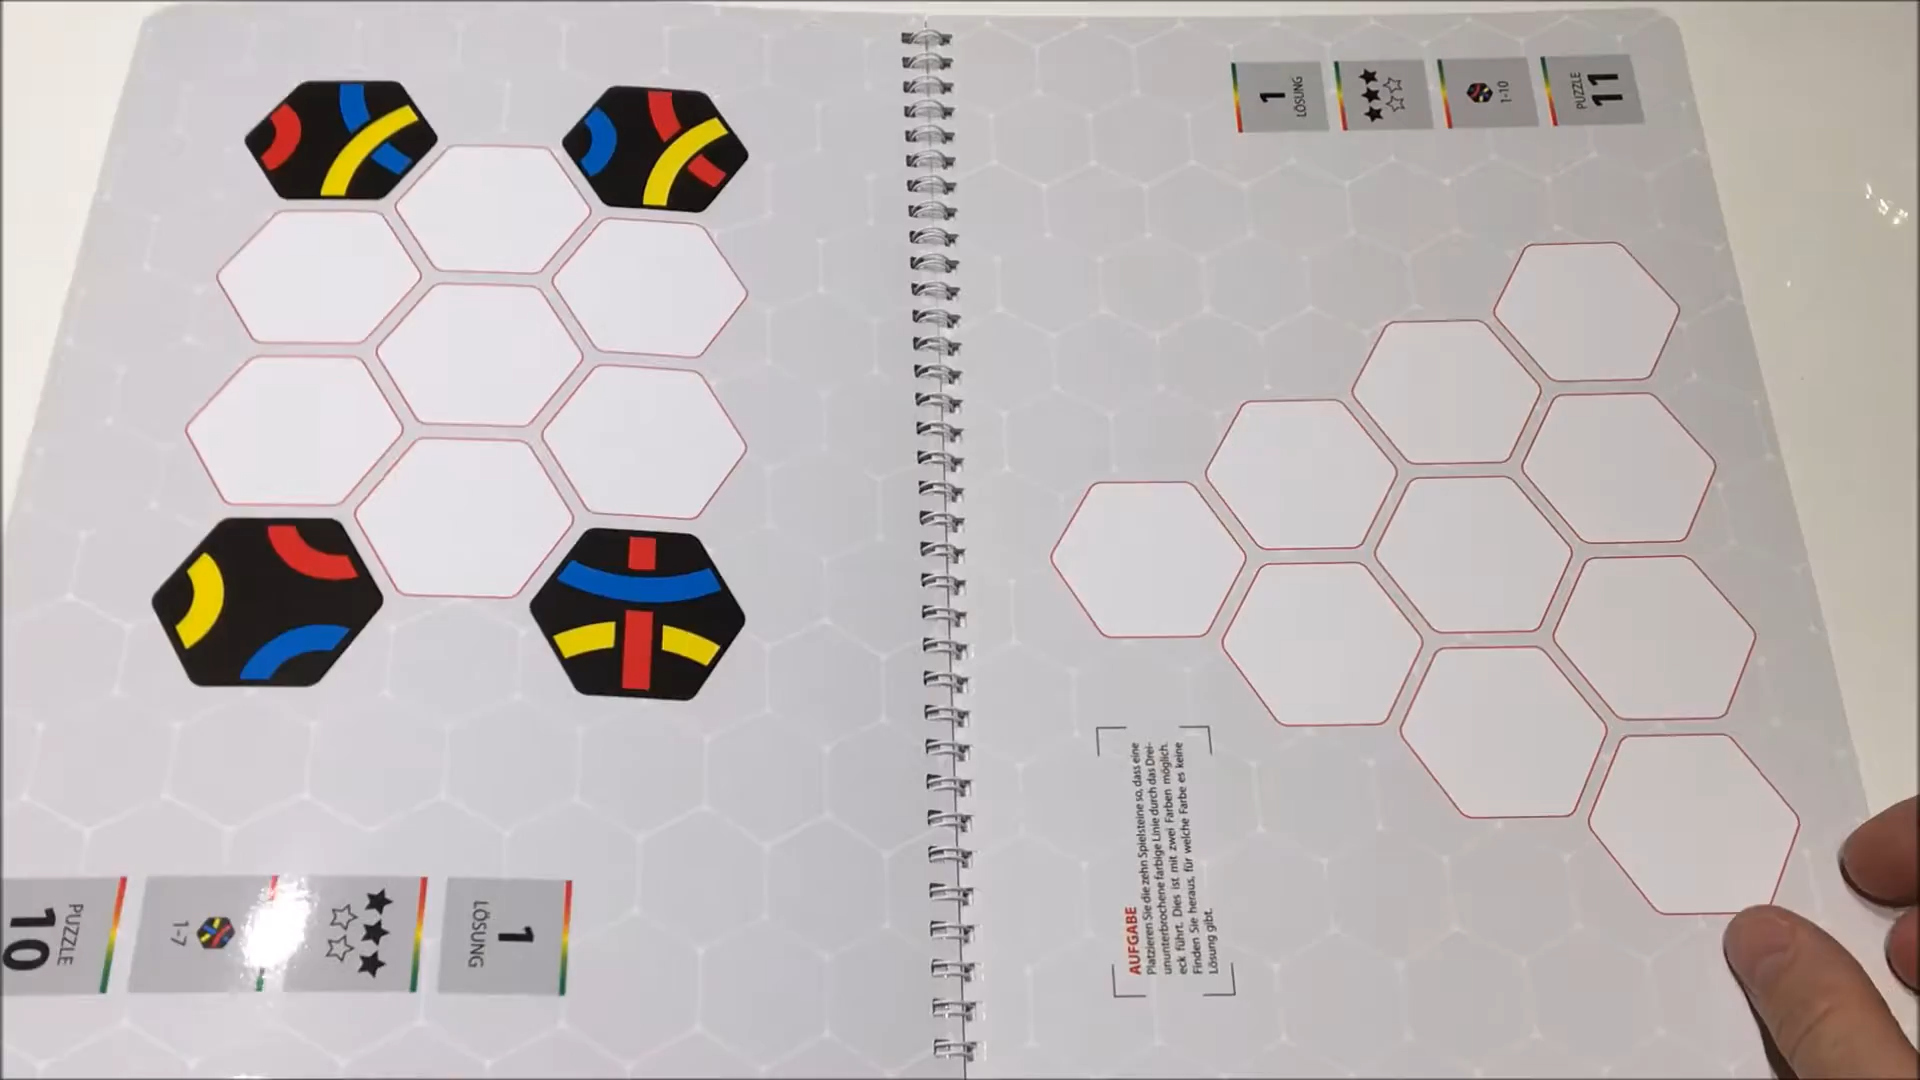 PUZZLE
10
1-7
1
LÖSUNG
PUZZLE
11
1-10
1
LÖSUNG
AUFGABE
Platzieren Sie die zehn Spielsteine so, dass eine
ununterbrochene farbige Linie durch das Drei-
eck führt. Dies ist mit zwei Farben möglich.
Finden Sie heraus, für welche Farbe es keine
Lösung gibt.